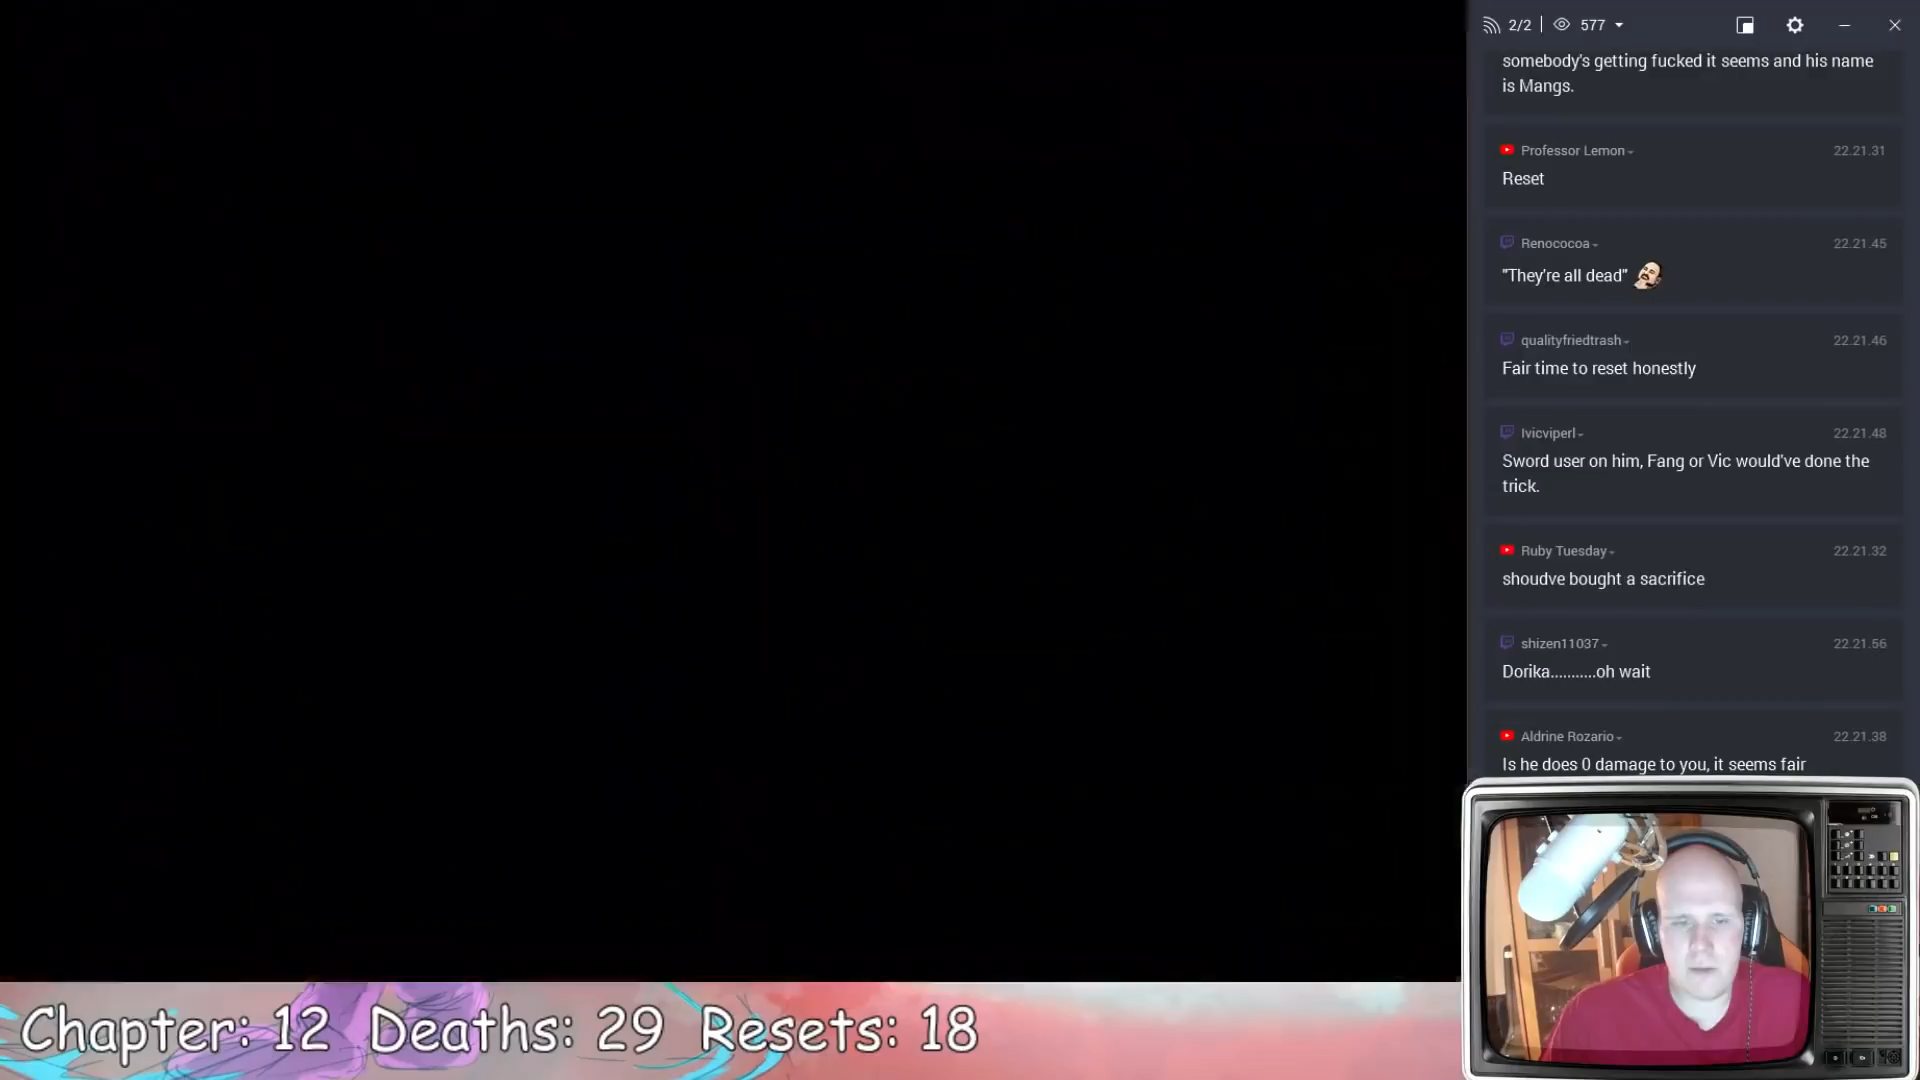 2/2 577
somebody's getting fucked it seems and his name
is Mangs.
Professor Lemon 22.21.31
Reset
Renococoa 22.21.45
"They're all dead"
qualityfriedtrash 22.21.46
Fair time to reset honestly
Ivicviperl 22.21.48
Sword user on him, Fang or Vic would've done the
trick.
Ruby Tuesday 22.21.32
shoudve bought a sacrifice
shizen11037 22.21.56
Dorika...........oh wait
Aldrine Rozario 22.21.38
Is he does 0 damage to you, it seems fair
Chapter: 12 Deaths: 29 Resets: 18